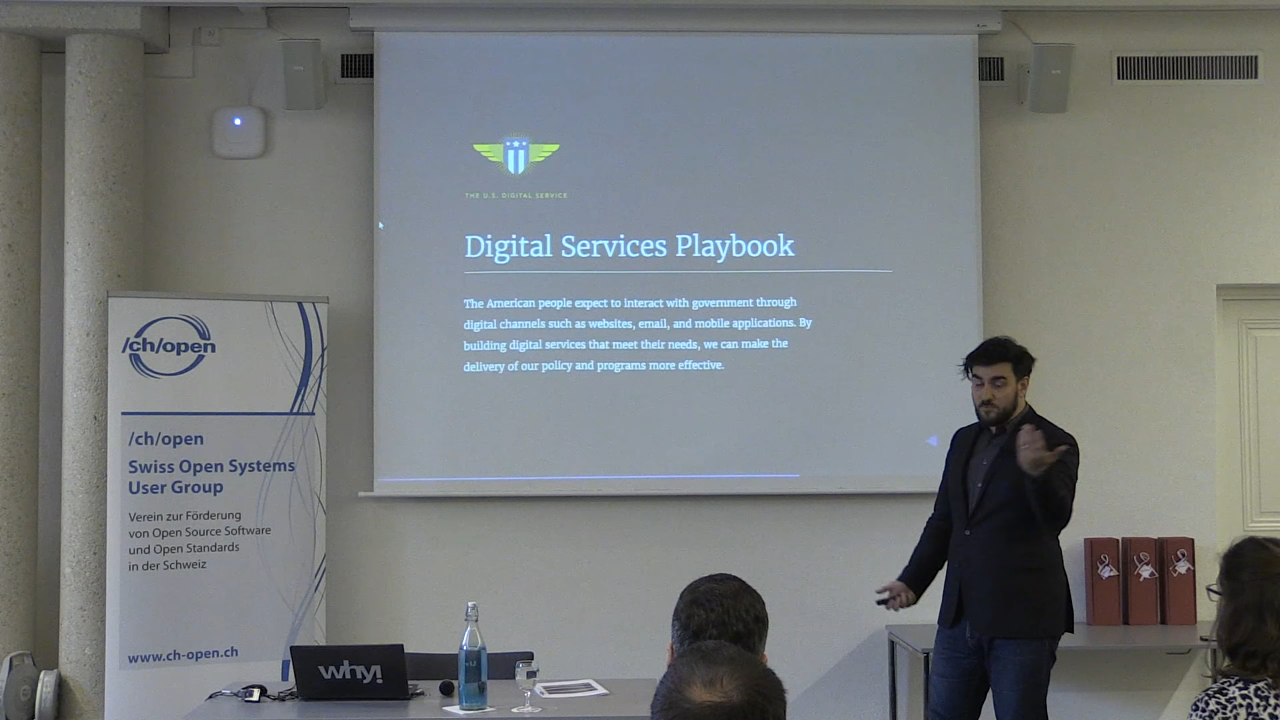 THE U.S. DIGITAL SERVICE
Digital Services Playbook
The American people expect to interact with government through
digital channels such as websites, email, and mobile applications. By
building digital services that meet their needs, we can make the
delivery of our policy and programs more effective.
/ch/open
/ch/open
Swiss Open Systems
User Group
Verein zur Förderung
von Open Source Software
und Open Standards
in der Schweiz
www.ch-open.ch
why!